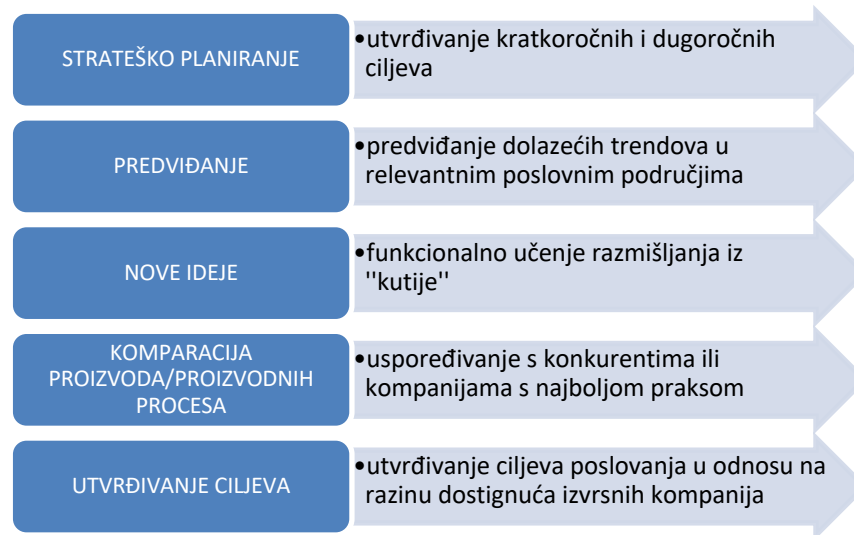 STRATEŠKO PLANIRANJE
•utvrđivanje kratkoročnih i dugoročnih
ciljeva
PREDVIĐANJE
•predviđanje dolazećih trendova u
relevantnim poslovnim područjima
NOVE IDEJE
•funkcionalno učenje razmišljanja iz
''kutije''
KOMPARACIJA
PROIZVODA/PROIZVODNIH
PROCESA
•uspoređivanje s konkurentima ili
kompanijama s najboljom praksom
UTVRĐIVANJE CILJEVA
•utvrđivanje ciljeva poslovanja u odnosu na
razinu dostignuća izvrsnih kompanija